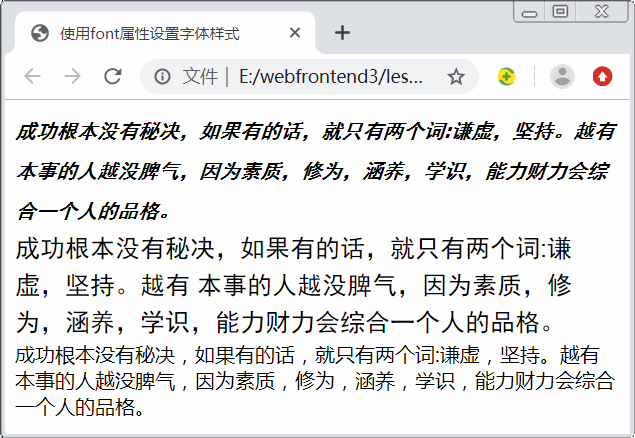 使用font属性设置字体样式
文件 | E:/webfrontend3/les...
成功根本没有秘决，如果有的话，就只有两个词:谦虚，坚持。越有
本事的人越没脾气，因为素质，修为，涵养，学识，能力财力会综
合一个人的品格。
成功根本没有秘决，如果有的话，就只有两个词:谦
虚，坚持。越有 本事的人越没脾气，因为素质，修
为，涵养，学识，能力财力会综合一个人的品格。
成功根本没有秘决，如果有的话，就只有两个词:谦虚，坚持。越有
本事的人越没脾气，因为素质，修为，涵养，学识，能力财力会综合
一个人的品格。